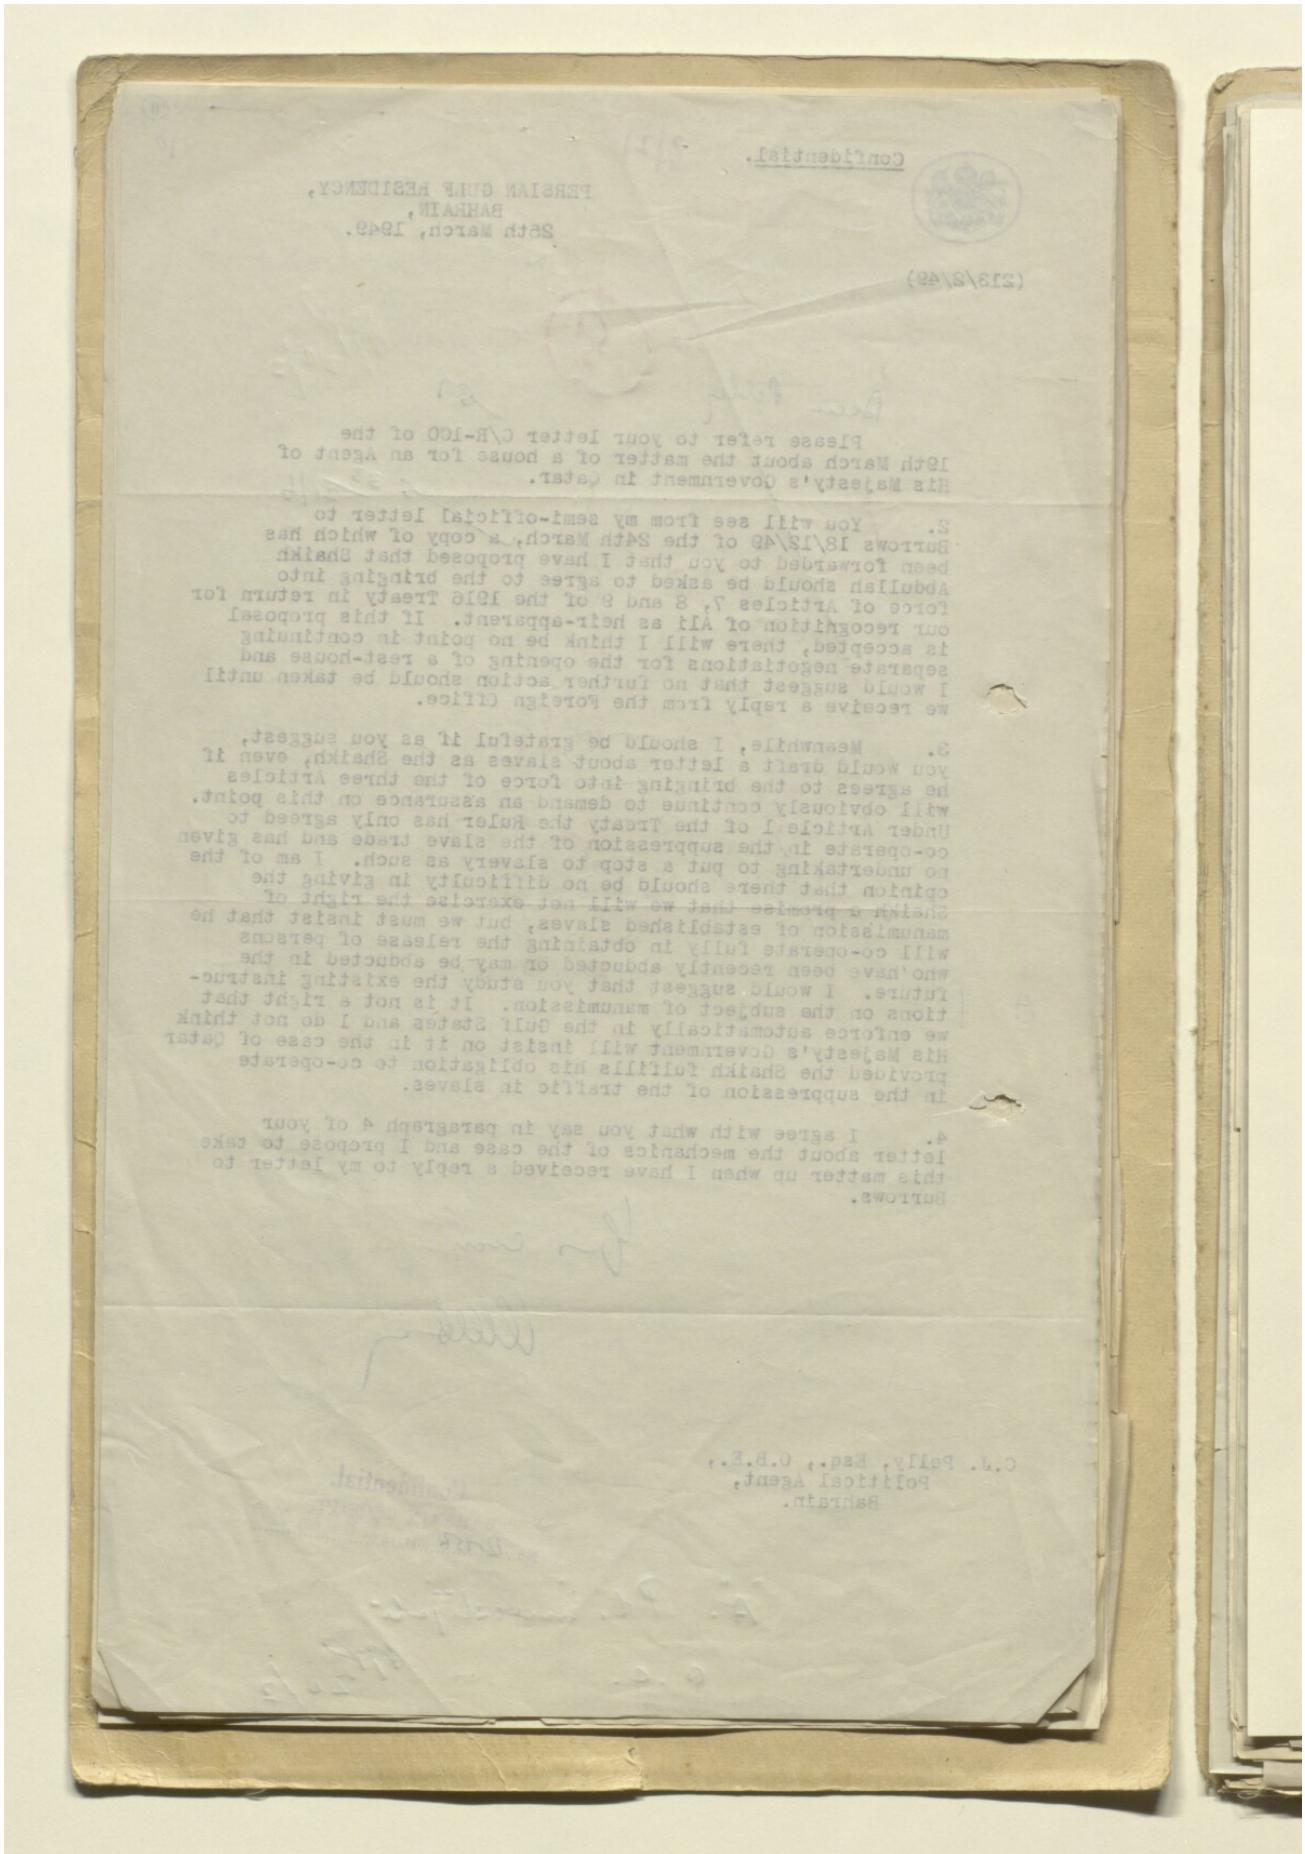 Confidential.
PERSIAN GULF RESIDENCY,
BAHRAIN,
26th March, 1949.
(213/2/49)
Dear Pelly
Please refer to your letter C/R-100 of the
19th March about the matter of a house for an Agent of
His Majesty's Government in Qatar.
2. You will see from my semi-official letter to
Burrows 18/12/49 of the 24th March, a copy of which has
been forwarded to you that I have proposed that Shaikh
Abdullah should be asked to agree to the bringing into
force of Articles 7, 8 and 9 of the 1916 Treaty in return for
our recognition of Ali as heir-apparent. If this proposal
is accepted, there will I think be no point in continuing
separate negotiations for the opening of a rest-house and
I would suggest that no further action should be taken until
we receive a reply from the Foreign Office.
3. Meanwhile, I should be grateful if as you suggest,
you would draft a letter about slaves as the Shaikh, even if
he agrees to the bringing into force of the three Articles
will obviously continue to demand an assurance on this point.
Under Article 1 of the Treaty the Ruler has only agreed to
co-operate in the suppression of the slave trade and has given
no undertaking to put a stop to slavery as such. I am of the
opinion that there should be no difficulty in giving the
Shaikh a promise that we will not exercise the right of
manumission of established slaves, but we must insist that he
will co-operate fully in obtaining the release of persons
who have been recently abducted or may be abducted in the
future. I would suggest that you study the existing instruc-
tions on the subject of manumission. It is not a right that
we enforce automatically in the Gulf States and I do not think
His Majesty's Government will insist on it in the case of Qatar
provided the Shaikh fulfills his obligation to co-operate
in the suppression of the traffic in slaves.
4. I agree with what you say in paragraph 4 of your
letter about the mechanics of the case and I propose to take
this matter up when I have received a reply to my letter to
Burrows.
Yours ever
C.J. Pelly, Esq., O.B.E.,
Political Agent,
Bahrain.
Confidential.